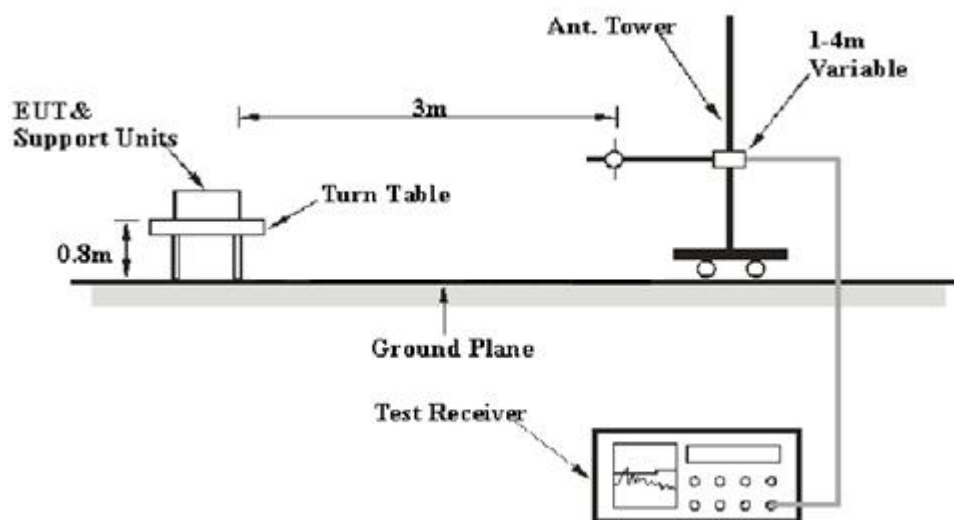 Ant. Tower
1-4m
Variable
3m
EUT&
Support Units
Turn Table
0.8m
Ground Plane
Test Receiver